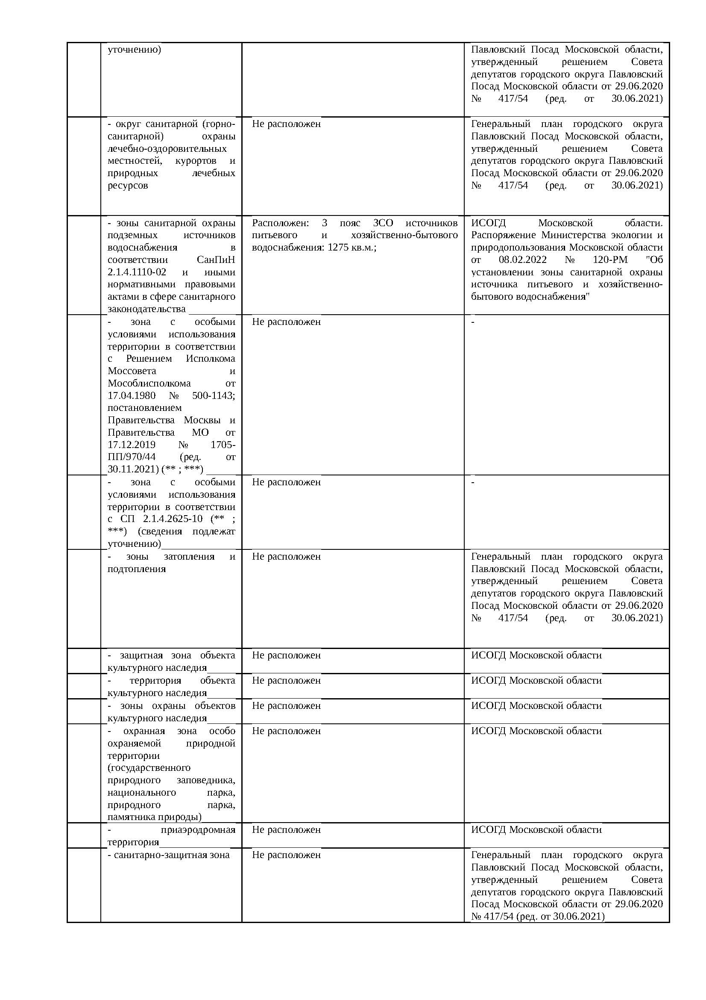 уточнению)
Павловский Посад Московской области,
утвержденный решением Совета
депутатов городского округа Павловский
Посад Московской области от 29.06.2020
№ 417/54 (ред. от 30.06.2021)
- округ санитарной (горно-
санитарной) охраны
лечебно-оздоровительных
местностей, курортов и
природных лечебных
ресурсов
Не расположен
Генеральный план городского округа
Павловский Посад Московской области,
утвержденный решением Совета
депутатов городского округа Павловский
Посад Московской области от 29.06.2020
№ 417/54 (ред. от 30.06.2021)
- зоны санитарной охраны
подземных источников
водоснабжения в
соответствии СанПиН
2.1.4.1110-02 и иными
нормативными правовыми
актами в сфере санитарного
законодательства
Расположен: 3 пояс ЗСО источников
питьевого и хозяйственно-бытового
водоснабжения: 1275 кв.м.;
ИСОГД Московской области.
Распоряжение Министерства экологии и
природопользования Московской области
от 08.02.2022 № 120-РМ "Об
установлении зоны санитарной охраны
источника питьевого и хозяйственно-
бытового водоснабжения"
- зона с особыми
условиями использования
территории в соответствии
с Решением Исполкома
Моссовета и
Мособлисполкома от
17.04.1980 № 500-1143;
постановлением
Правительства Москвы и
Правительства МО от
17.12.2019 № 1705-
ПП/970/44 (ред. от
30.11.2021) (** ; ***)
Не расположен
-
- зона с особыми
условиями использования
территории в соответствии
с СП 2.1.4.2625-10 (** ;
***) (сведения подлежат
уточнению)
Не расположен
-
- зоны затопления и
подтопления
Не расположен
Генеральный план городского округа
Павловский Посад Московской области,
утвержденный решением Совета
депутатов городского округа Павловский
Посад Московской области от 29.06.2020
№ 417/54 (ред. от 30.06.2021)
- защитная зона объекта
культурного наследия
Не расположен
ИСОГД Московской области
- территория объекта
культурного наследия
Не расположен
ИСОГД Московской области
- зоны охраны объектов
культурного наследия
Не расположен
ИСОГД Московской области
- охранная зона особо
охраняемой природной
территории
(государственного
природного заповедника,
национального парка,
природного парка,
памятника природы)
Не расположен
ИСОГД Московской области
- приаэродромная
территория
Не расположен
ИСОГД Московской области
- санитарно-защитная зона
Не расположен
Генеральный план городского округа
Павловский Посад Московской области,
утвержденный решением Совета
депутатов городского округа Павловский
Посад Московской области от 29.06.2020
№ 417/54 (ред. от 30.06.2021)